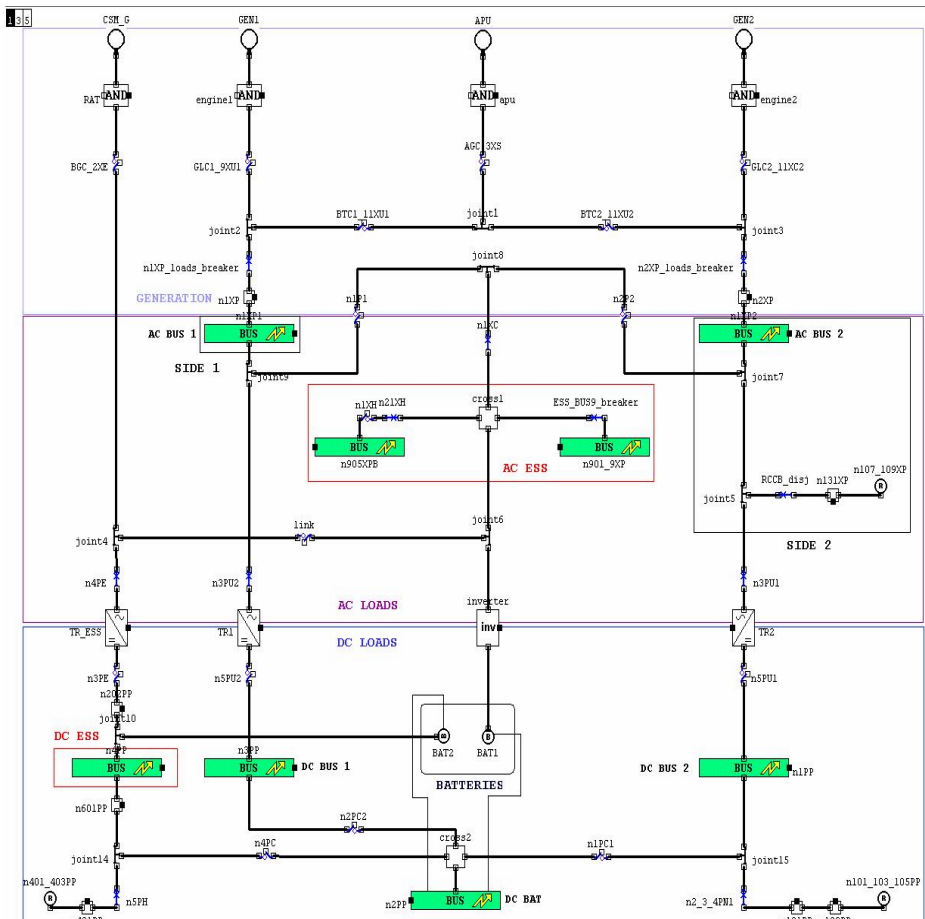 1 3 5
CSM_G GEN1 APU GEN2
AND AND AND AND
RAT engine1 apu engine2
BGC_2XE GLC1_9XU1 AGC_3XS GLC2_11XC2
BTC1_11XU1 joint1 BTC2_11XU2
joint2 joint3
joint8
n1XP_loads_breaker n2XP_loads_breaker
GENERATION n1XP n1P1 n2P2 n2XP
n1XP1 n1XC n1XP2
AC BUS 1 BUS BUS AC BUS 2
SIDE 1 joint9 joint7
n1XH n21XH cross1 ESS_BUS9_breaker
BUS BUS
n905XPB AC ESS n901_9XP
RCCB_disj n131XP n107_109XP
R
joint5
link joint6
joint4 SIDE 2
n4PE n3PU2 n3PU1
AC LOADS inverter
TR_ESS TR1 inv TR2
DC LOADS
n3PE n5PU2 n5PU1
n202PP
joint10
DC ESS BAT2 BAT1
n4PP n3PP B
BUS BUS DC BUS 1 DC BUS 2 BUS n1PP
BATTERIES
n601PP
n2PC2
n4PC cross2 n1PC1
joint14 joint15
n401_403PP n101_103_105PP
R n5PH n2PP BUS DC BAT n2_3_4PN1 R